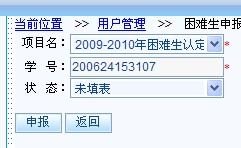 当前位置 >> 用户管理 >> 困难生申报
项目名： 2009-2010年困难生认定 *
学 号： 200624153107 *
状 态： 未填表
申报 返回